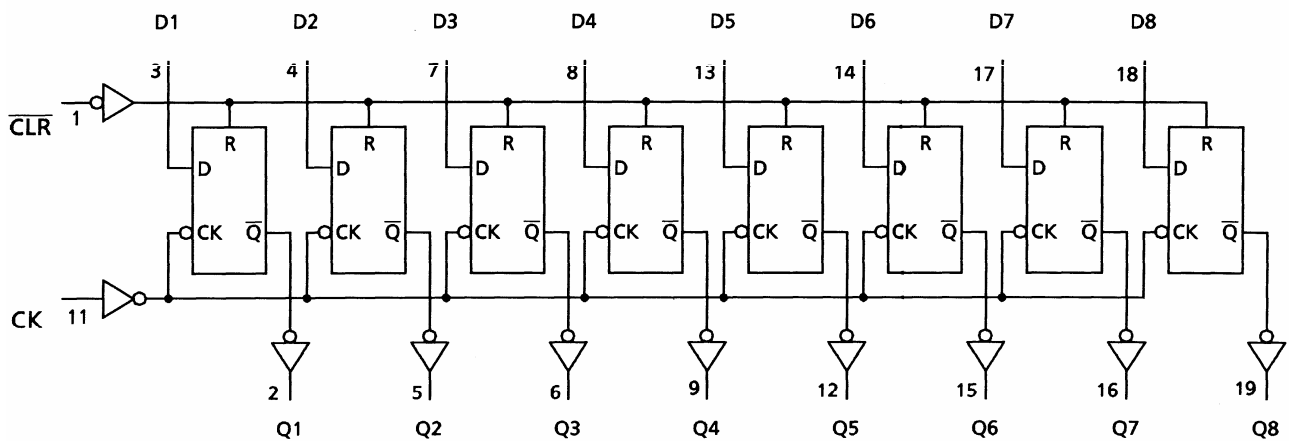 D1 D2 D3 D4 D5 D6 D7 D8
3 4 7 8 13 14 17 18
C̅L̅R̅ 1
R R R R R R R R
D D D D D D D D
CK Q̅ CK Q̅ CK Q̅ CK Q̅ CK Q̅ CK Q̅ CK Q̅ CK Q̅
CK 11
2 5 6 9 12 15 16 19
Q1 Q2 Q3 Q4 Q5 Q6 Q7 Q8